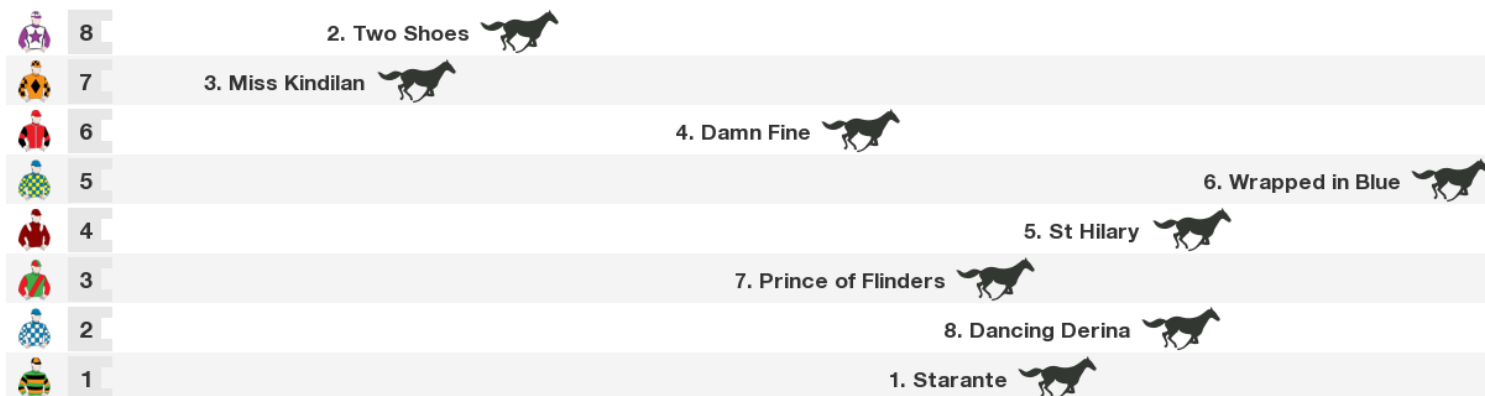 8 2. Two Shoes
7 3. Miss Kindilan
6 4. Damn Fine
5 6. Wrapped in Blue
4 5. St Hilary
3 7. Prince of Flinders
2 8. Dancing Derina
1 1. Starante